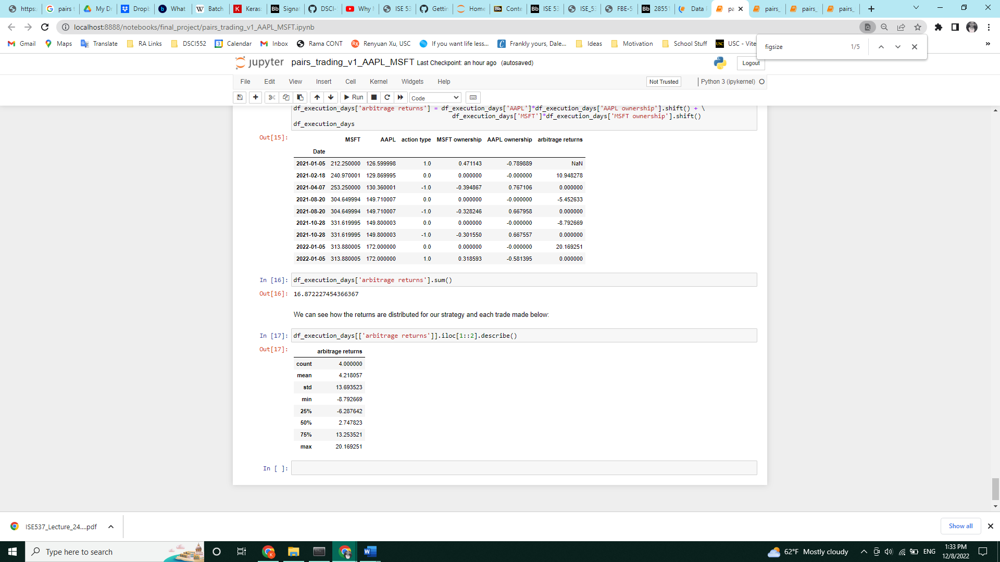 https:
pairs t
My Dr
Dropb
What
Batch
Keras:
Signat
DSCI-
Why I
ISE 53
Gettin
Home
Conte
ISE 53
ISE_53
FBE-5
28551
Data
pa
pairs_
pairs_
pairs_
localhost:8888/notebooks/final_project/pairs_trading_v1_AAPL_MSFT.ipynb
Gmail Maps Translate RA Links DSCI552 Calendar Inbox Rama CONT Renyuan Xu, USC If you want life less... Frankly yours, Dale... Ideas Motivation School Stuff USC - Vite
figsize 1/5
jupyter pairs_trading_v1_AAPL_MSFT Last Checkpoint: an hour ago (autosaved)
Logout
File Edit View Insert Cell Kernel Widgets Help
Not Trusted Python 3 (ipykernel)
Run Code
df_execution_days['arbitrage returns'] = df_execution_days['AAPL']*df_execution_days['AAPL ownership'].shift() + \
df_execution_days['MSFT']*df_execution_days['MSFT ownership'].shift()
df_execution_days
Out[15]:
MSFT AAPL action type MSFT ownership AAPL ownership arbitrage returns
Date
2021-01-05 212.250000 126.599998 1.0 0.471143 -0.789889 NaN
2021-02-18 240.970001 129.869995 0.0 0.000000 -0.000000 10.948278
2021-04-07 253.250000 130.360001 -1.0 -0.394867 0.767106 0.000000
2021-08-20 304.649994 149.710007 0.0 0.000000 -0.000000 -5.452633
2021-08-20 304.649994 149.710007 -1.0 -0.328246 0.667958 0.000000
2021-10-28 331.619995 149.800003 0.0 0.000000 -0.000000 -8.792669
2021-10-28 331.619995 149.800003 -1.0 -0.301550 0.667557 0.000000
2022-01-05 313.880005 172.000000 0.0 0.000000 -0.000000 20.169251
2022-01-05 313.880005 172.000000 1.0 0.318593 -0.581395 0.000000
In [16]: df_execution_days['arbitrage returns'].sum()
Out[16]: 16.872227454366367
We can see how the returns are distributed for our strategy and each trade made below:
In [17]: df_execution_days[['arbitrage returns']].iloc[1::2].describe()
Out[17]:
arbitrage returns
count 4.000000
mean 4.218057
std 13.693523
min -8.792669
25% -6.287642
50% 2.747823
75% 13.253521
max 20.169251
In [ ]:
ISE537_Lecture_24....pdf
Show all
Type here to search
62°F Mostly cloudy
ENG
1:33 PM
12/8/2022